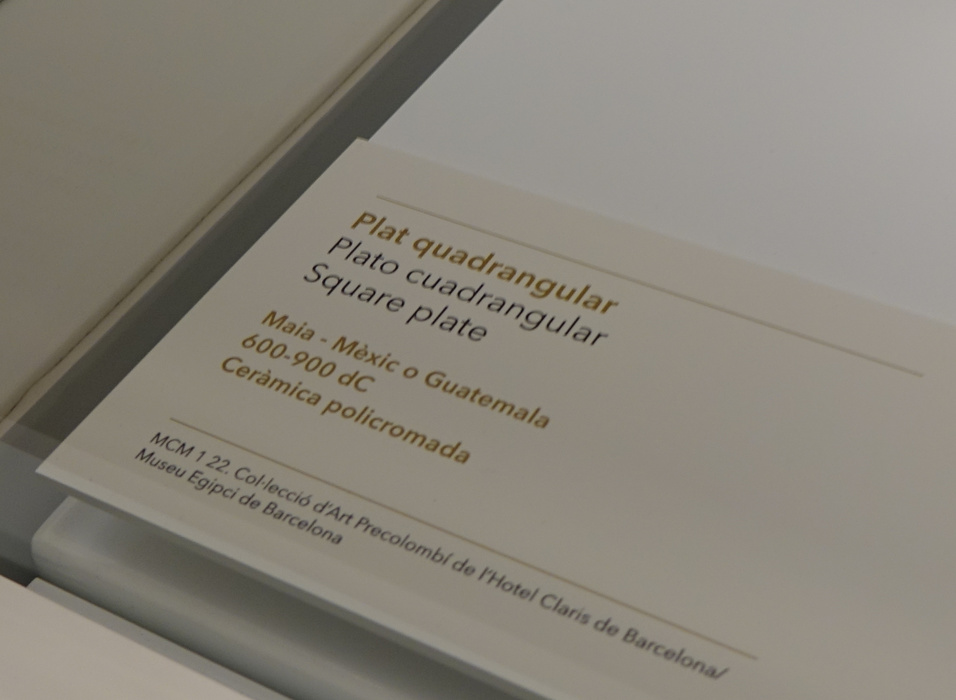 Plat quadrangular
Plato cuadrangular
Square plate
Maia - Mèxic o Guatemala
600-900 dC
Ceràmica policromada
MCM 1 22. Col·lecció d'Art Precolombí de l'Hotel Claris de Barcelona/
Museu Egipci de Barcelona